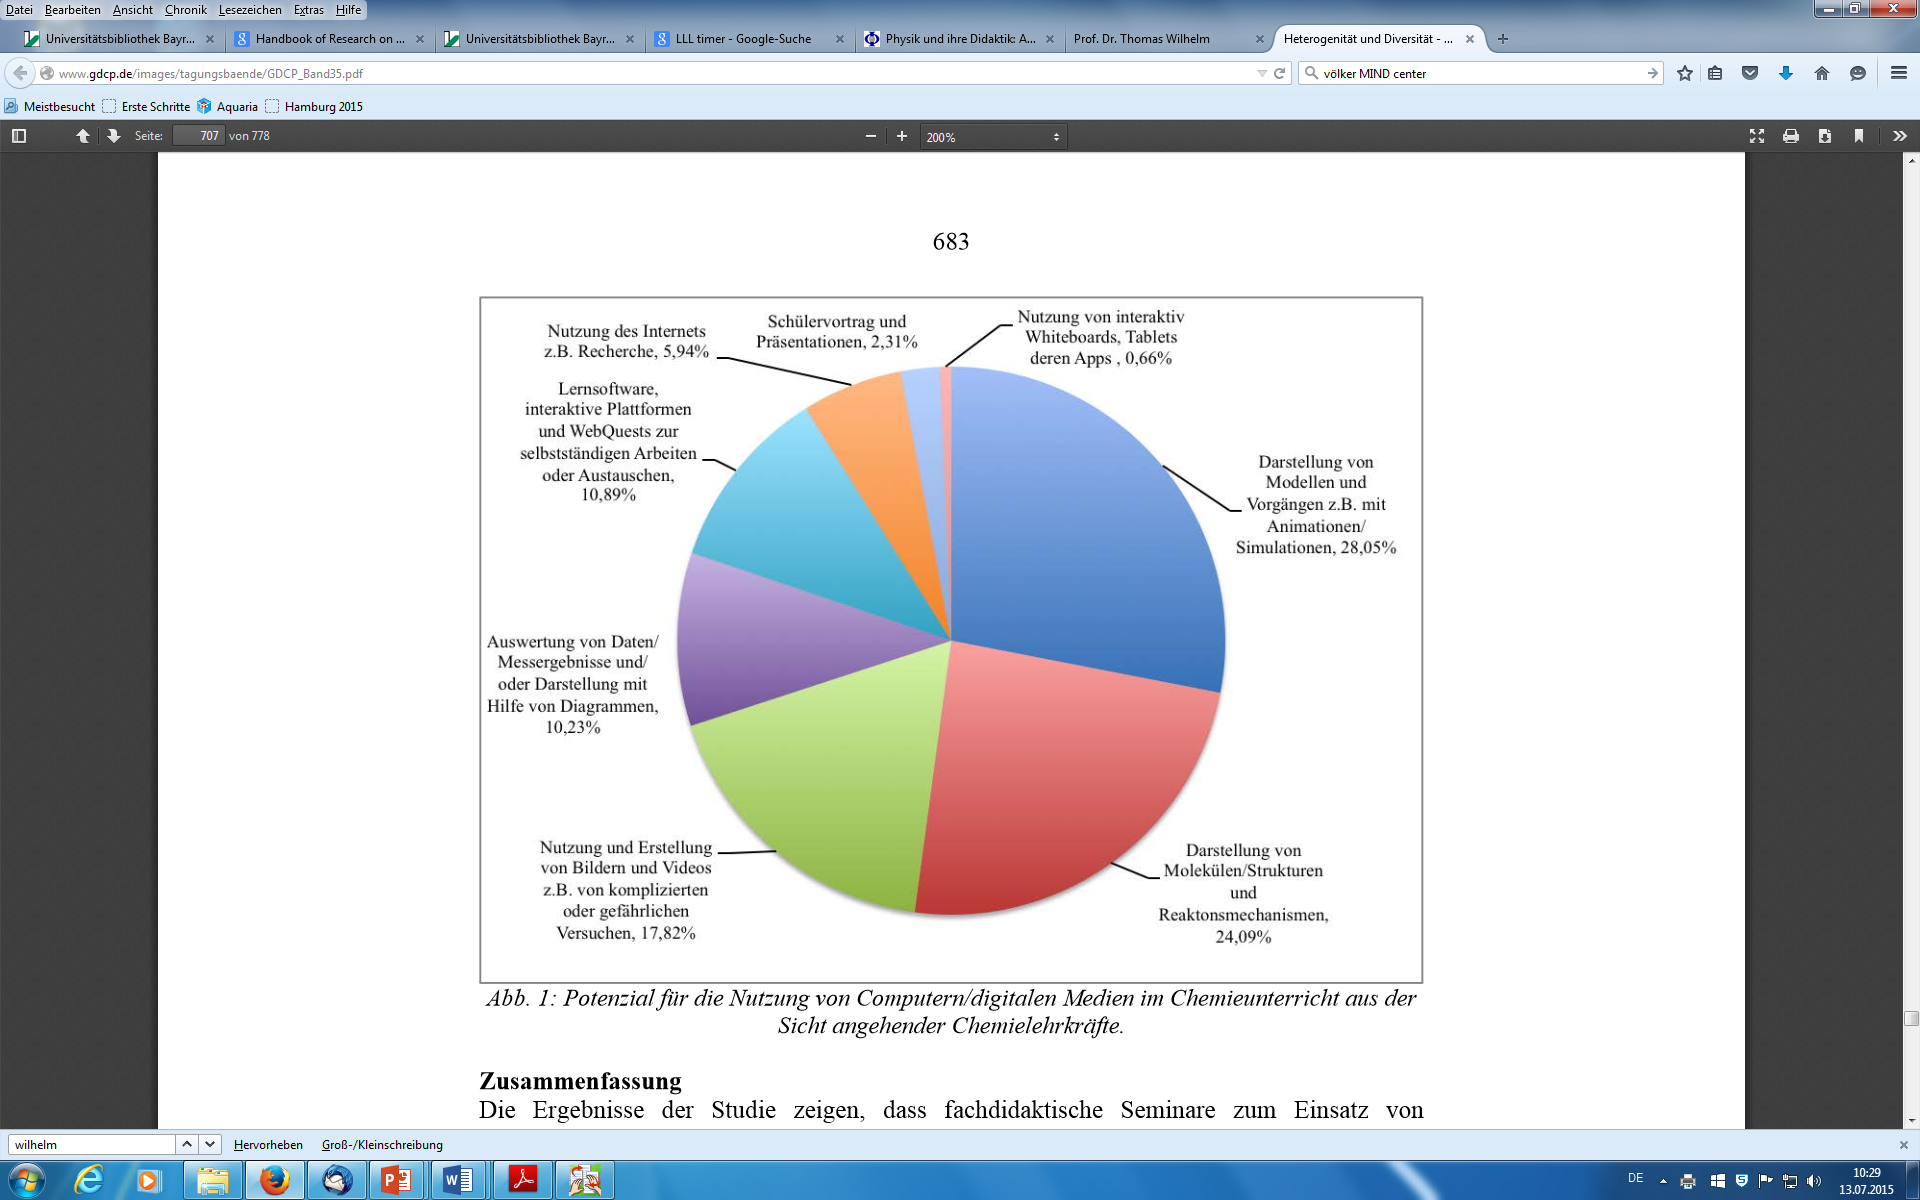 Datei Bearbeiten Ansicht Chronik Lesezeichen Extras Hilfe
Universitätsbibliothek Bayr... × Handbook of Research on ... × Universitätsbibliothek Bayr... × LLL timer - Google-Suche × Physik und ihre Didaktik: A... × Prof. Dr. Thomas Wilhelm × Heterogenität und Diversität - ... ×
www.gdcp.de/images/tagungsbaende/GDCP_Band35.pdf
völker MIND center
Meistbesucht Erste Schritte Aquaria Hamburg 2015
Seite: 707 von 778
200%
683
Nutzung des Internets
z.B. Recherche, 5,94%
Schülervortrag und
Präsentationen, 2,31%
Nutzung von interaktiv
Whiteboards, Tablets
deren Apps , 0,66%
Lernsoftware,
interaktive Plattformen
und WebQuests zur
selbstständigen Arbeiten
oder Austauschen,
10,89%
Darstellung von
Modellen und
Vorgängen z.B. mit
Animationen/
Simulationen, 28,05%
Auswertung von Daten/
Messergebnisse und/
oder Darstellung mit
Hilfe von Diagrammen,
10,23%
Nutzung und Erstellung
von Bildern und Videos
z.B. von komplizierten
oder gefährlichen
Versuchen, 17,82%
Darstellung von
Molekülen/Strukturen
und
Reaktonsmechanismen,
24,09%
Abb. 1: Potenzial für die Nutzung von Computern/digitalen Medien im Chemieunterricht aus der
Sicht angehender Chemielehrkräfte.
Zusammenfassung
Die Ergebnisse der Studie zeigen, dass fachdidaktische Seminare zum Einsatz von
wilhelm
Hervorheben Groß-/Kleinschreibung
DE
10:29
13.07.2015